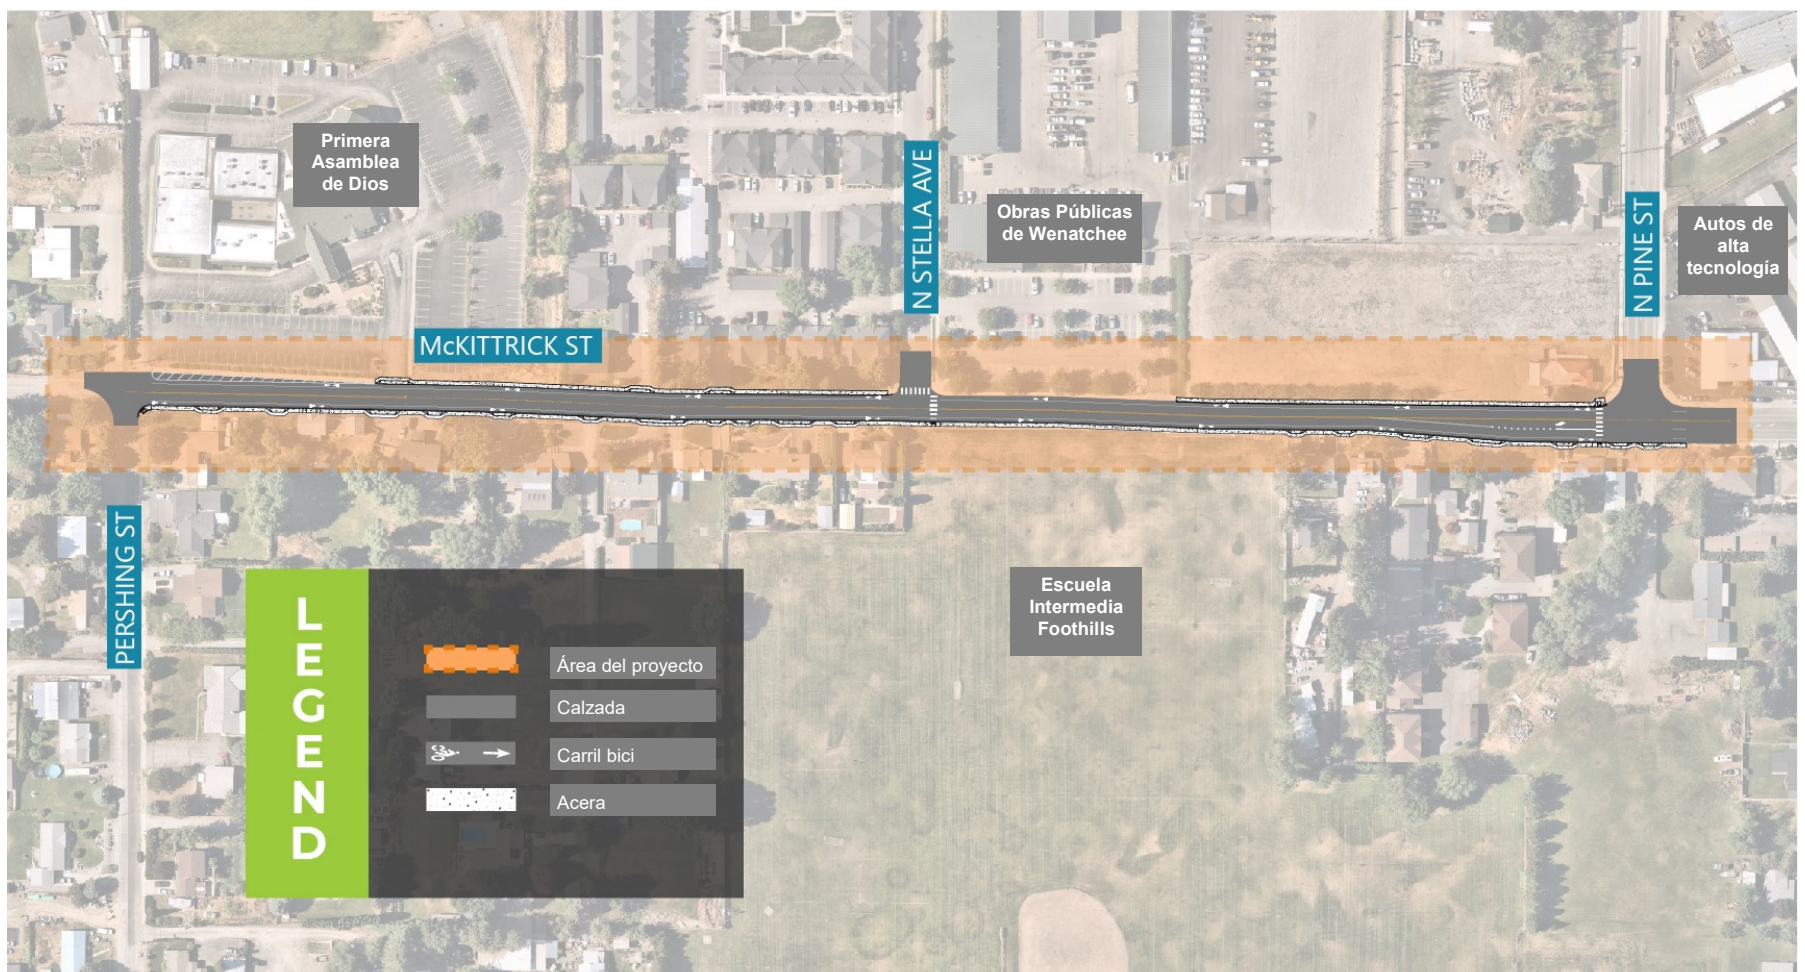 Primera
Asamblea
de Dios
N STELLA AVE
Obras Públicas
de Wenatchee
N PINE ST
Autos de
alta
tecnología
McKITTRICK ST
PERSHING ST
Escuela
Intermedia
Foothills
LEGEND
Área del proyecto
Calzada
Carril bici
Acera